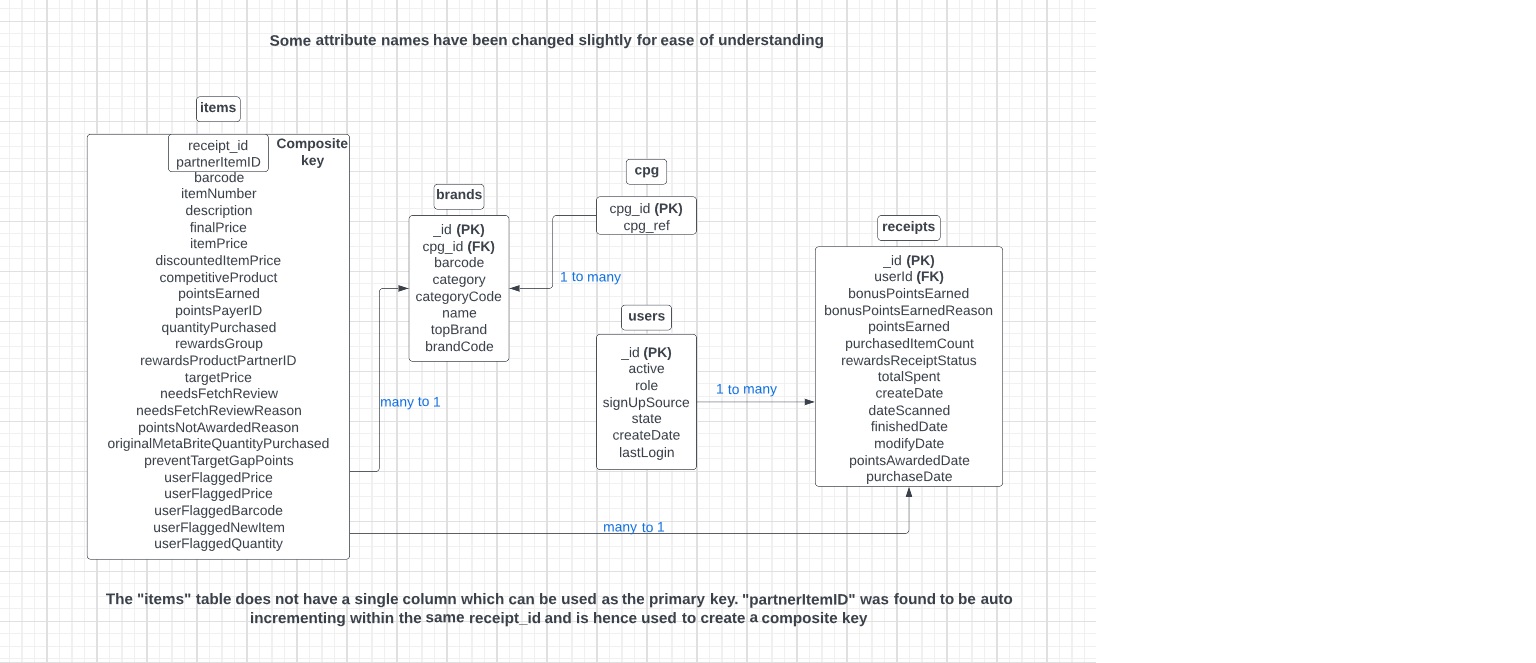 Some attribute names have been changed slightly for ease of understanding
items
receipt_id
partnerItemID
Composite
key
barcode
itemNumber
description
finalPrice
itemPrice
discountedItemPrice
competitiveProduct
pointsEarned
pointsPayerID
quantityPurchased
rewardsGroup
rewardsProductPartnerID
targetPrice
needsFetchReview
needsFetchReviewReason
pointsNotAwardedReason
originalMetaBriteQuantityPurchased
preventTargetGapPoints
userFlaggedPrice
userFlaggedPrice
userFlaggedBarcode
userFlaggedNewItem
userFlaggedQuantity
many to 1
brands
_id (PK)
cpg_id (FK)
barcode
category
categoryCode
name
topBrand
brandCode
cpg
cpg_id (PK)
cpg_ref
1 to many
users
_id (PK)
active
role
signUpSource
state
createDate
lastLogin
1 to many
receipts
_id (PK)
userId (FK)
bonusPointsEarned
bonusPointsEarnedReason
pointsEarned
purchasedItemCount
rewardsReceiptStatus
totalSpent
createDate
dateScanned
finishedDate
modifyDate
pointsAwardedDate
purchaseDate
many to 1
The "items" table does not have a single column which can be used as the primary key. "partnerItemID" was found to be auto
incrementing within the same receipt_id and is hence used to create a composite key